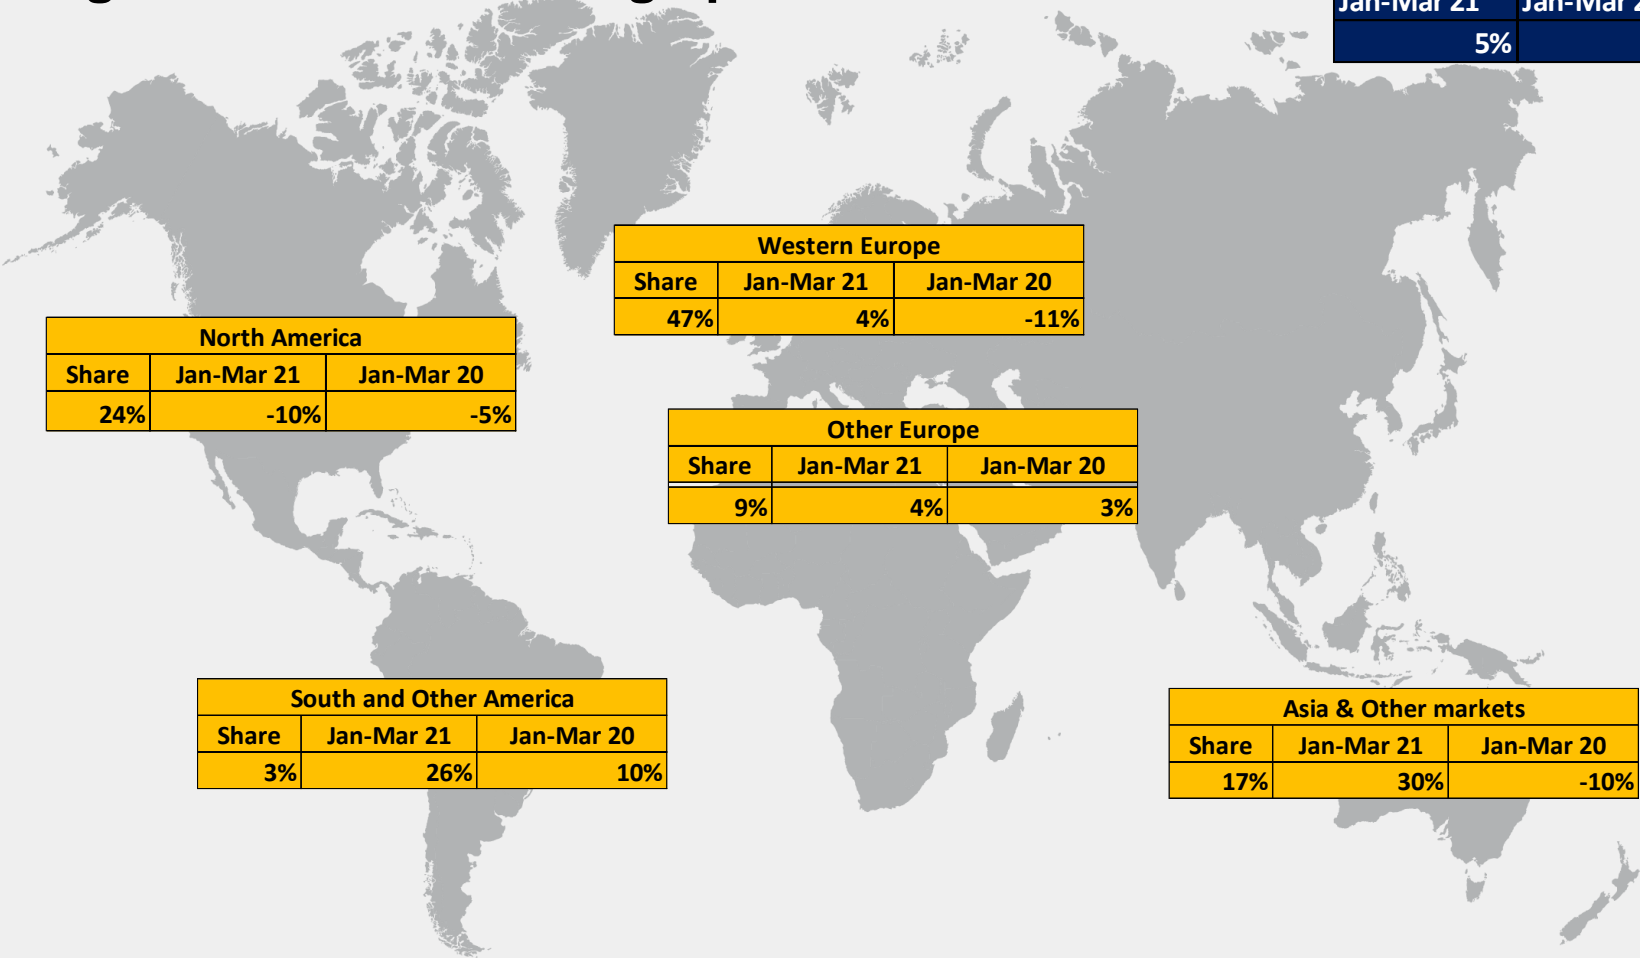 Jan-Mar 21
5%
Western Europe
Share Jan-Mar 21 Jan-Mar 20
47% 4% -11%
North America
Share Jan-Mar 21 Jan-Mar 20
24% -10% -5%
Other Europe
Share Jan-Mar 21 Jan-Mar 20
9% 4% 3%
South and Other America
Share Jan-Mar 21 Jan-Mar 20
3% 26% 10%
Asia & Other markets
Share Jan-Mar 21 Jan-Mar 20
17% 30% -10%